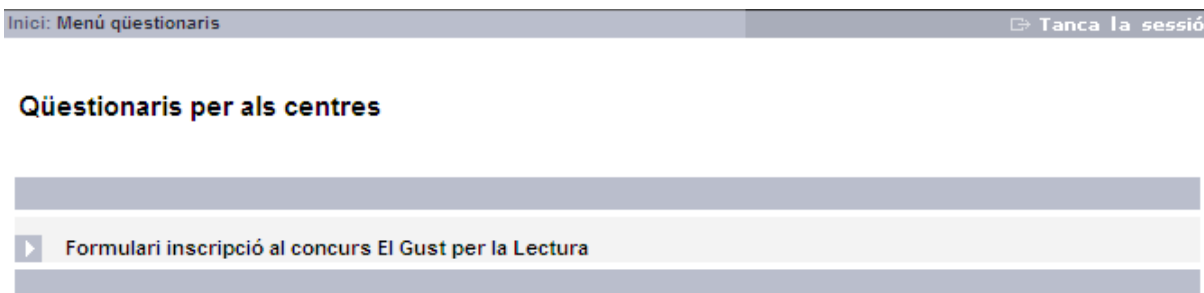 Inici: Menú qüestionaris
Tanca la sessió
Qüestionaris per als centres
Formulari inscripció al concurs El Gust per la Lectura